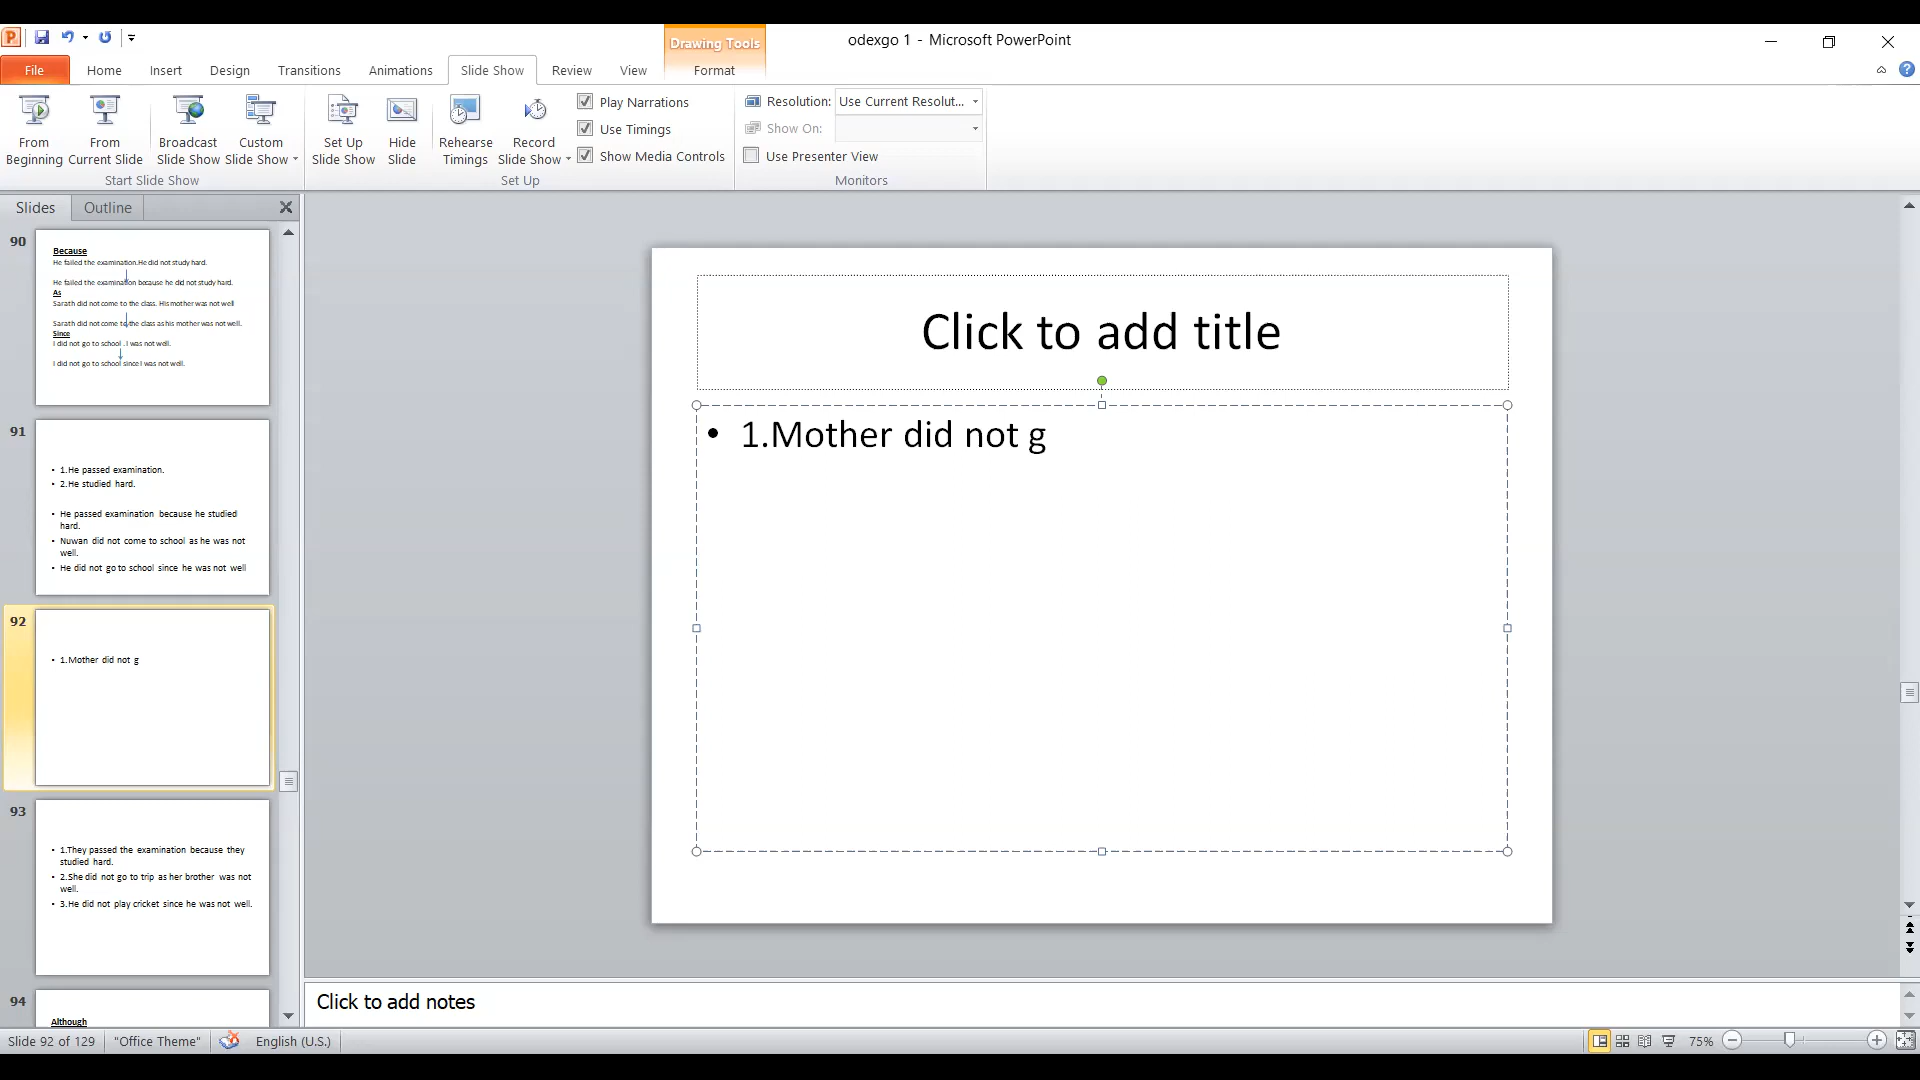 Drawing Tools
odexgo 1 - Microsoft PowerPoint
File Home Insert Design Transitions Animations Slide Show Review View Format
From Beginning
From Current Slide
Broadcast Slide Show
Custom Slide Show
Start Slide Show
Set Up Slide Show
Hide Slide
Rehearse Timings
Record Slide Show
Play Narrations
Use Timings
Show Media Controls
Set Up
Resolution: Use Current Resolut...
Show On:
Use Presenter View
Monitors
Slides Outline
90
Because
He failed the examination.He did not study hard.
He failed the examination because he did not study hard.
As
Sarath did not come to the class. His mother was not well
Sarath did not come to the class as his mother was not well.
Since
I did not go to school . I was not well.
I did not go to school since I was not well.
91
• 1.He passed examination.
• 2.He studied hard.
• He passed examination because he studied
hard.
• Nuwan did not come to school as he was not
well.
• He did not go to school since he was not well
92
• 1.Mother did not g
93
• 1.They passed the examination because they
studied hard.
• 2.She did not go to trip as her brother was not
well.
• 3.He did not play cricket since he was not well.
94
Although
Click to add title
• 1.Mother did not g
Click to add notes
Slide 92 of 129 "Office Theme" English (U.S.) 75%